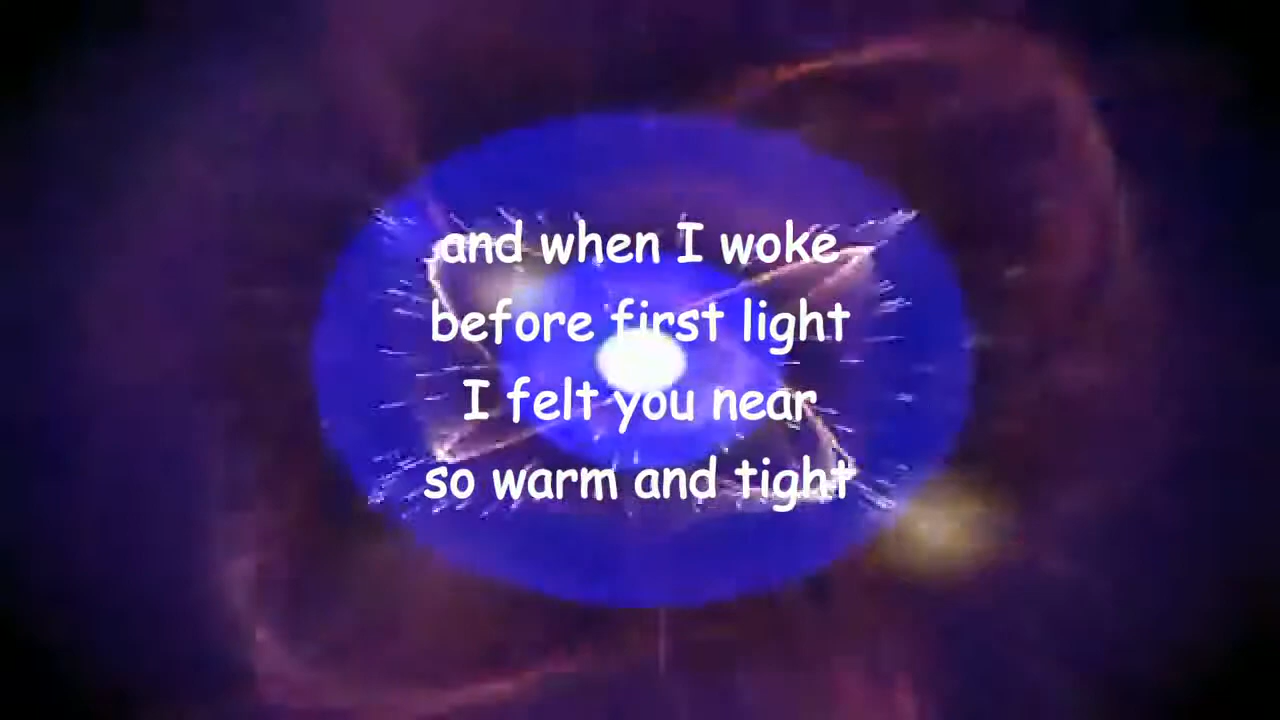 and when I woke
before first light
I felt you near
so warm and tight